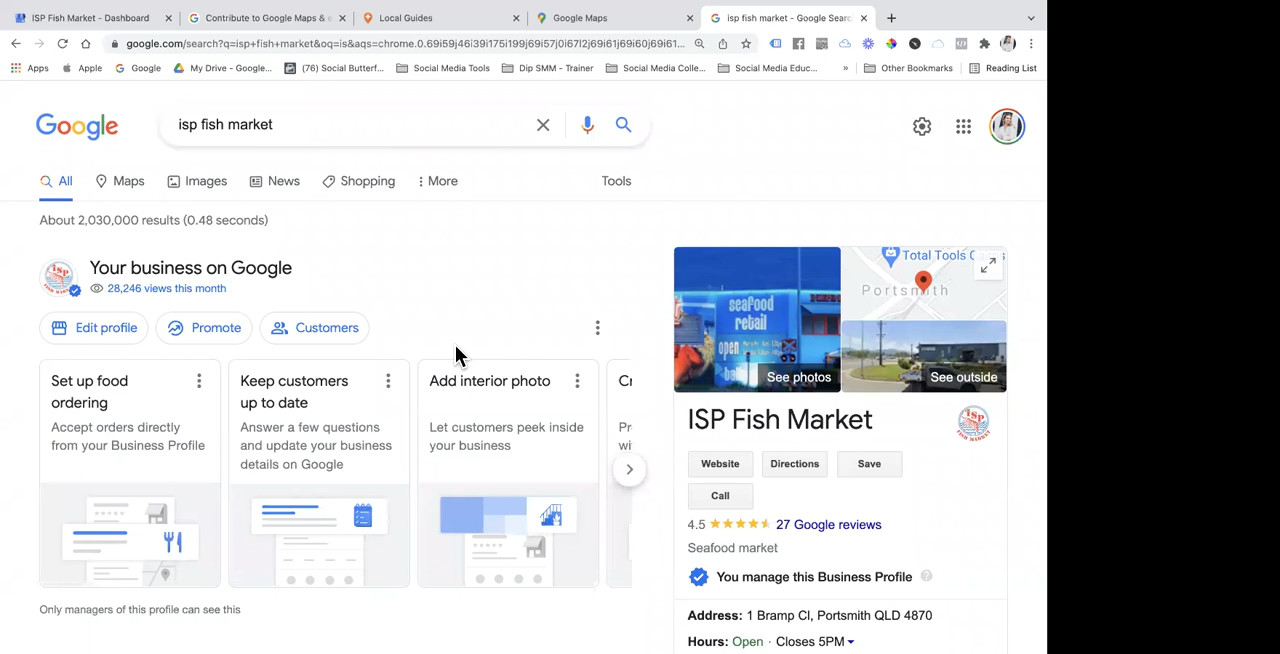 ISP Fish Market - Dashboard
Contribute to Google Maps & e
Local Guides
Google Maps
isp fish market - Google Searc
google.com/search?q=isp+fish+market&oq=is&aqs=chrome.0.69i59j46i39i175i199j69i57j0i67l2j69i61j69i60j69i61...
Apps
Apple
Google
My Drive - Google...
(76) Social Butterf...
Social Media Tools
Dip SMM - Trainer
Social Media Colle...
Social Media Educ...
»
Other Bookmarks
Reading List
Google
isp fish market
All
Maps
Images
News
Shopping
More
Tools
About 2,030,000 results (0.48 seconds)
isp
Your business on Google
28,246 views this month
Edit profile
Promote
Customers
Set up food
ordering
Accept orders directly
from your Business Profile
Keep customers
up to date
Answer a few questions
and update your business
details on Google
Add interior photo
Let customers peek inside
your business
Cr
Pr
wi
Only managers of this profile can see this
seafood
retail
open
See photos
Total Tools C
Portsmith
See outside
ISP Fish Market
isp
FISH MARKET
Website
Directions
Save
Call
4.5
27 Google reviews
Seafood market
You manage this Business Profile
Address: 1 Bramp Cl, Portsmith QLD 4870
Hours: Open · Closes 5PM